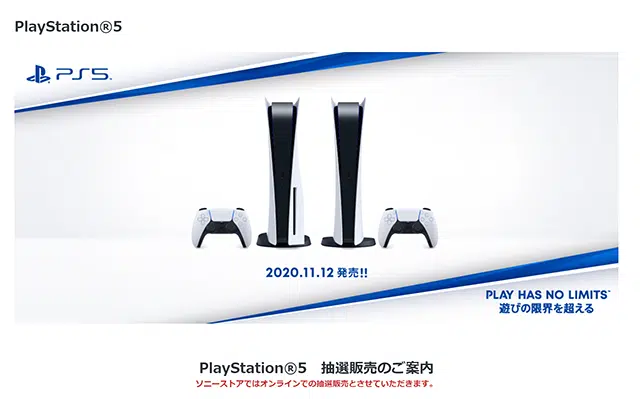 PlayStation®5
PS5
2020.11.12 発売!!
PLAY HAS NO LIMITS™
遊びの限界を超える
PlayStation®5　抽選販売のご案内
ソニーストアではオンラインでの抽選販売とさせていただきます。